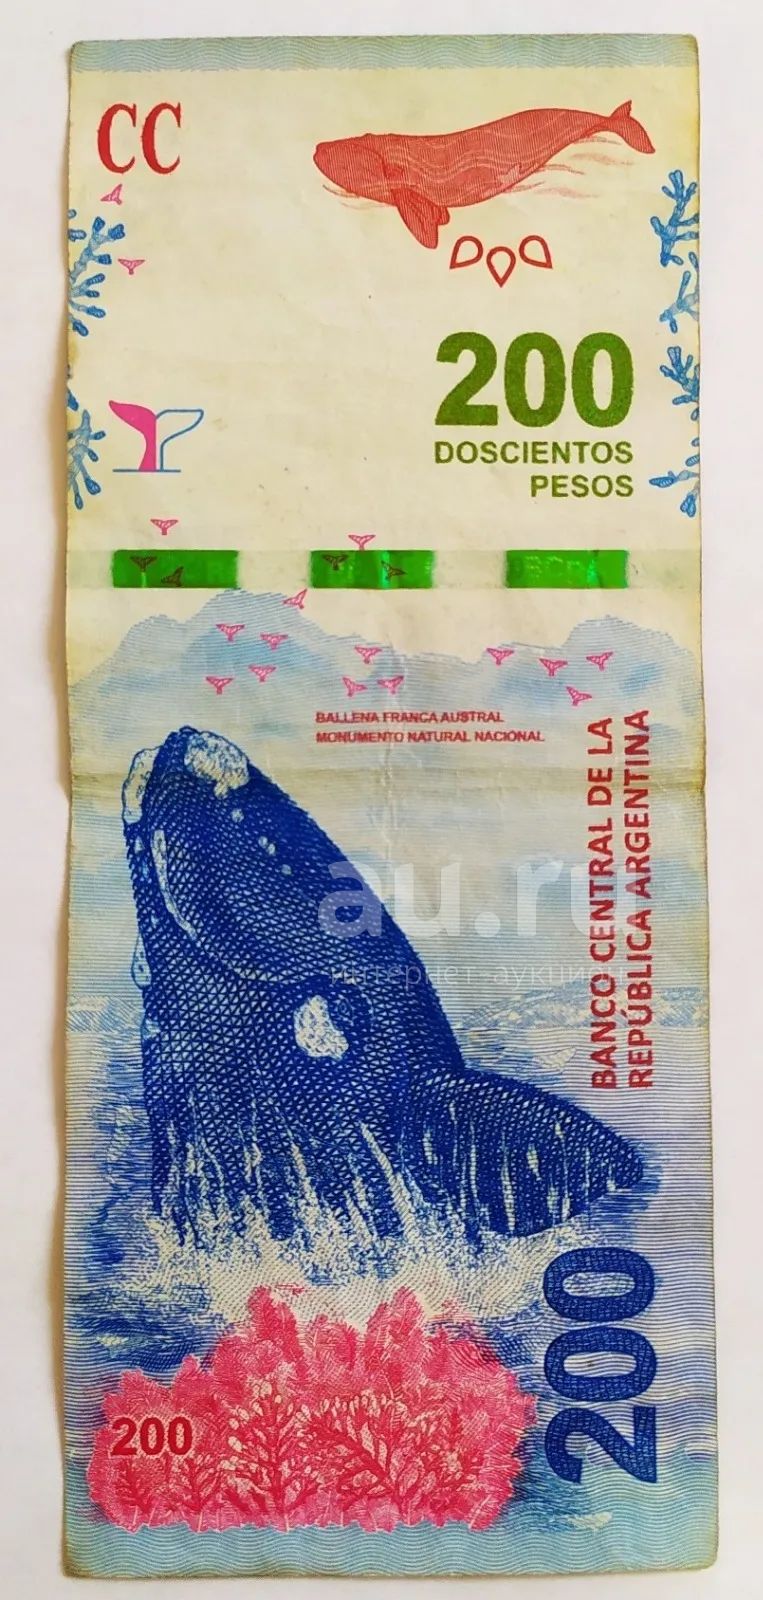 CC
200
DOSCIENTOS
PESOS
BALLENA FRANCA AUSTRAL
MONUMENTO NATURAL NACIONAL
BANCO CENTRAL DE LA
REPÚBLICA ARGENTINA
au.ru
интернет-аукционы
200
200